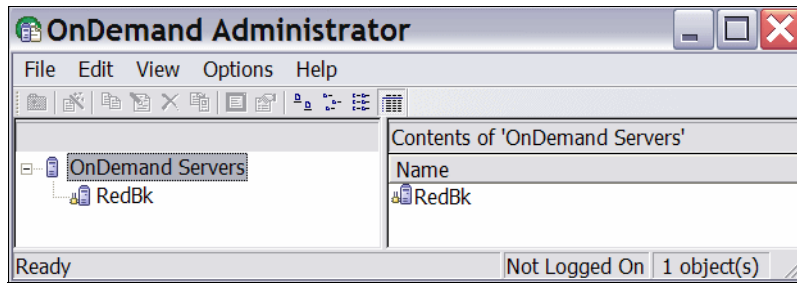 OnDemand Administrator
File Edit View Options Help
Contents of 'OnDemand Servers'
OnDemand Servers
RedBk
Name
RedBk
Ready Not Logged On 1 object(s)